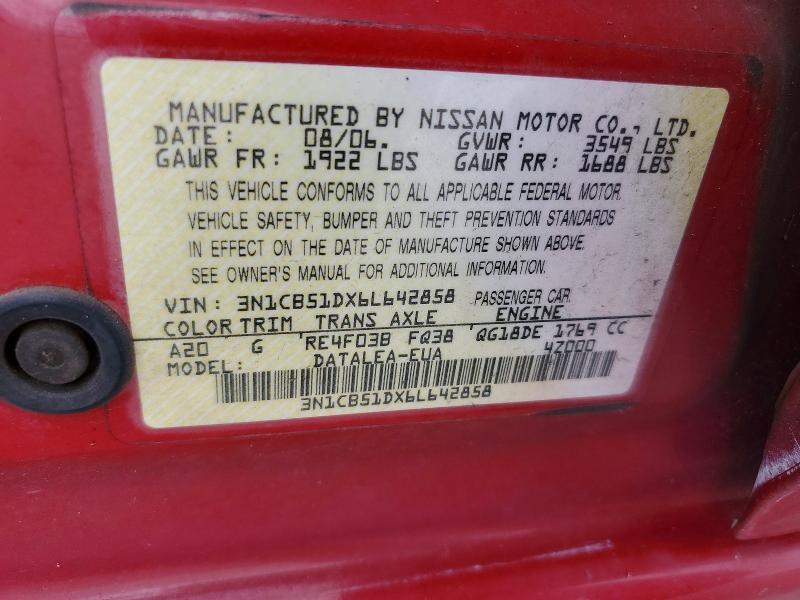 MANUFACTURED BY NISSAN MOTOR CO., LTD.
DATE: 08/06. GVWR: 3549 LBS
GAWR FR: 1922 LBS GAWR RR: 1688 LBS
THIS VEHICLE CONFORMS TO ALL APPLICABLE FEDERAL MOTOR
VEHICLE SAFETY, BUMPER AND THEFT PREVENTION STANDARDS
IN EFFECT ON THE DATE OF MANUFACTURE SHOWN ABOVE.
SEE OWNER'S MANUAL FOR ADDITIONAL INFORMATION.
VIN: 3N1CB51DX6L642858 PASSENGER CAR
COLOR TRIM TRANS AXLE ENGINE
A20 G RE4F03B FQ38 QG18DE 1769 CC
MODEL: DATALEA-EUA 4Z000
3N1CB51DX6L642858